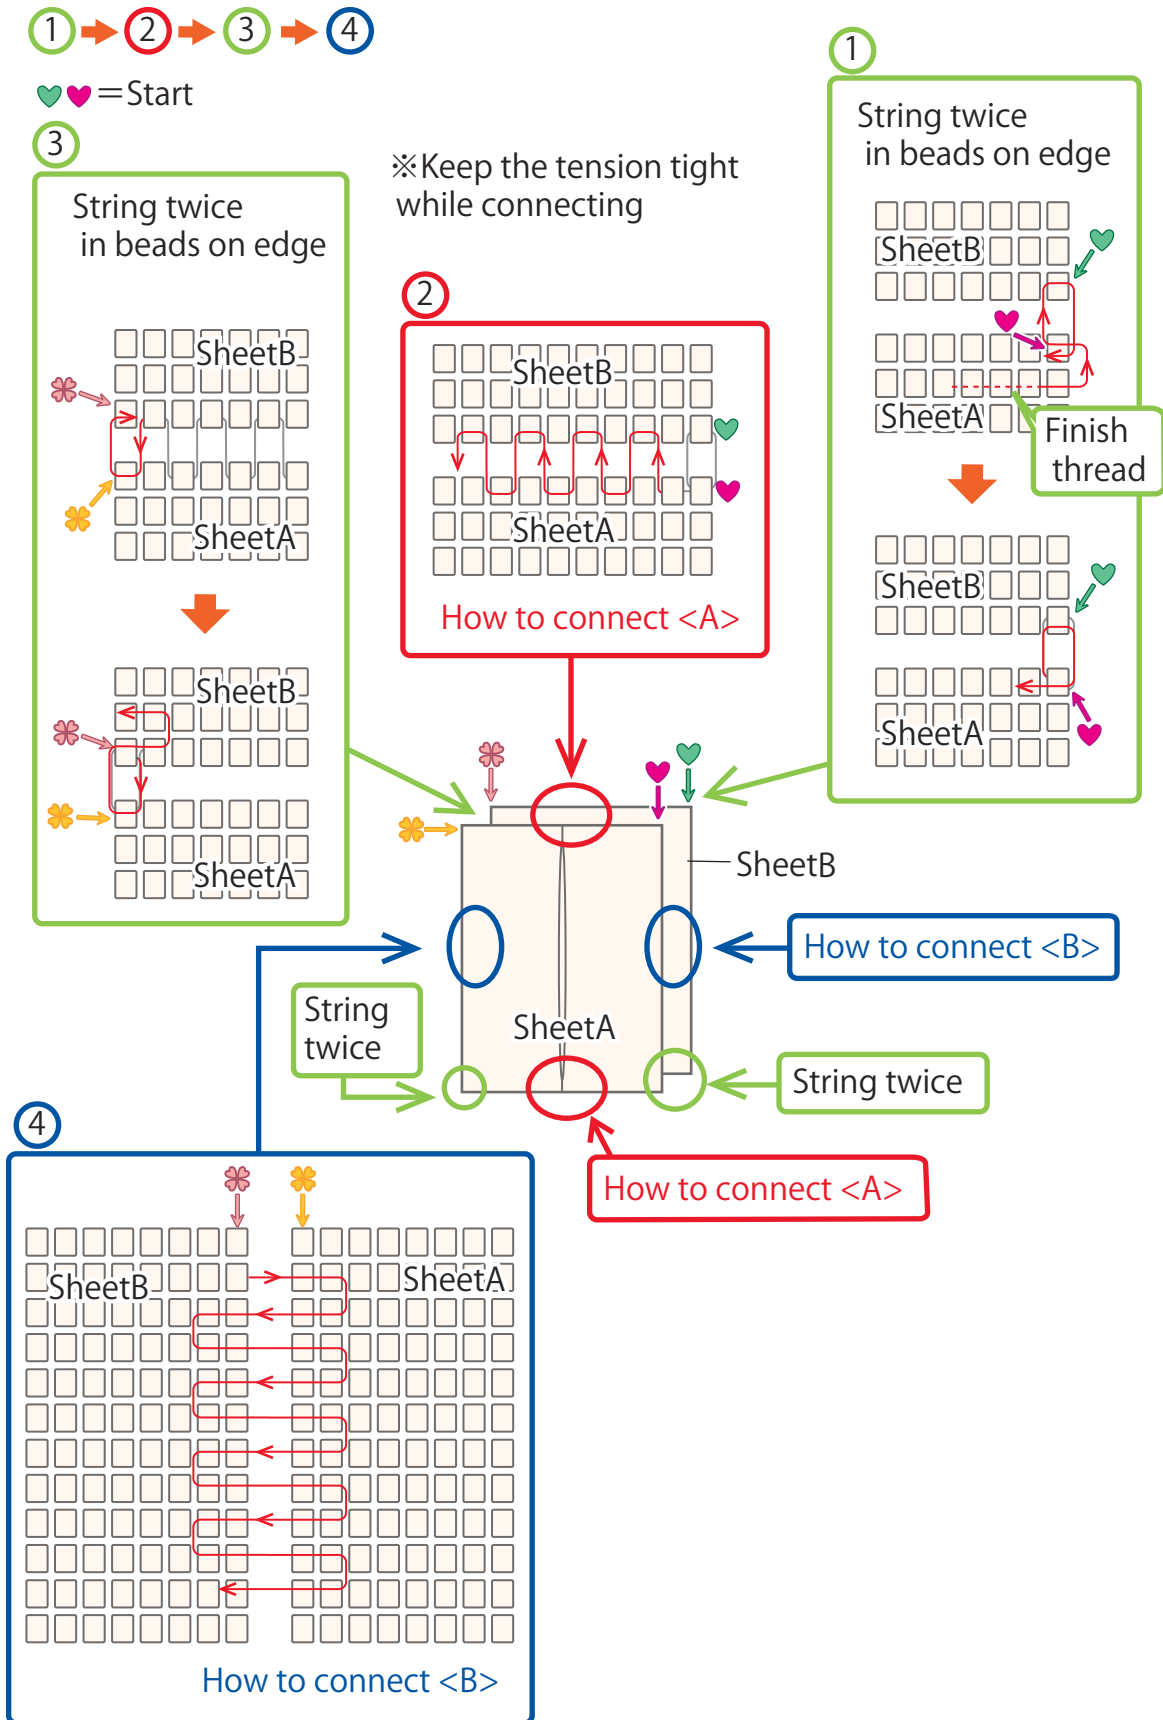 1 2 3 4
=Start
1
String twice
in beads on edge
SheetB
SheetA
Finish
thread
SheetB
SheetA
3
String twice
in beads on edge
SheetB
SheetA
SheetB
SheetA
※Keep the tension tight
while connecting
2
SheetB
SheetA
How to connect <A>
SheetB
How to connect <B>
String
twice
SheetA
String twice
How to connect <A>
4
SheetB
SheetA
How to connect <B>